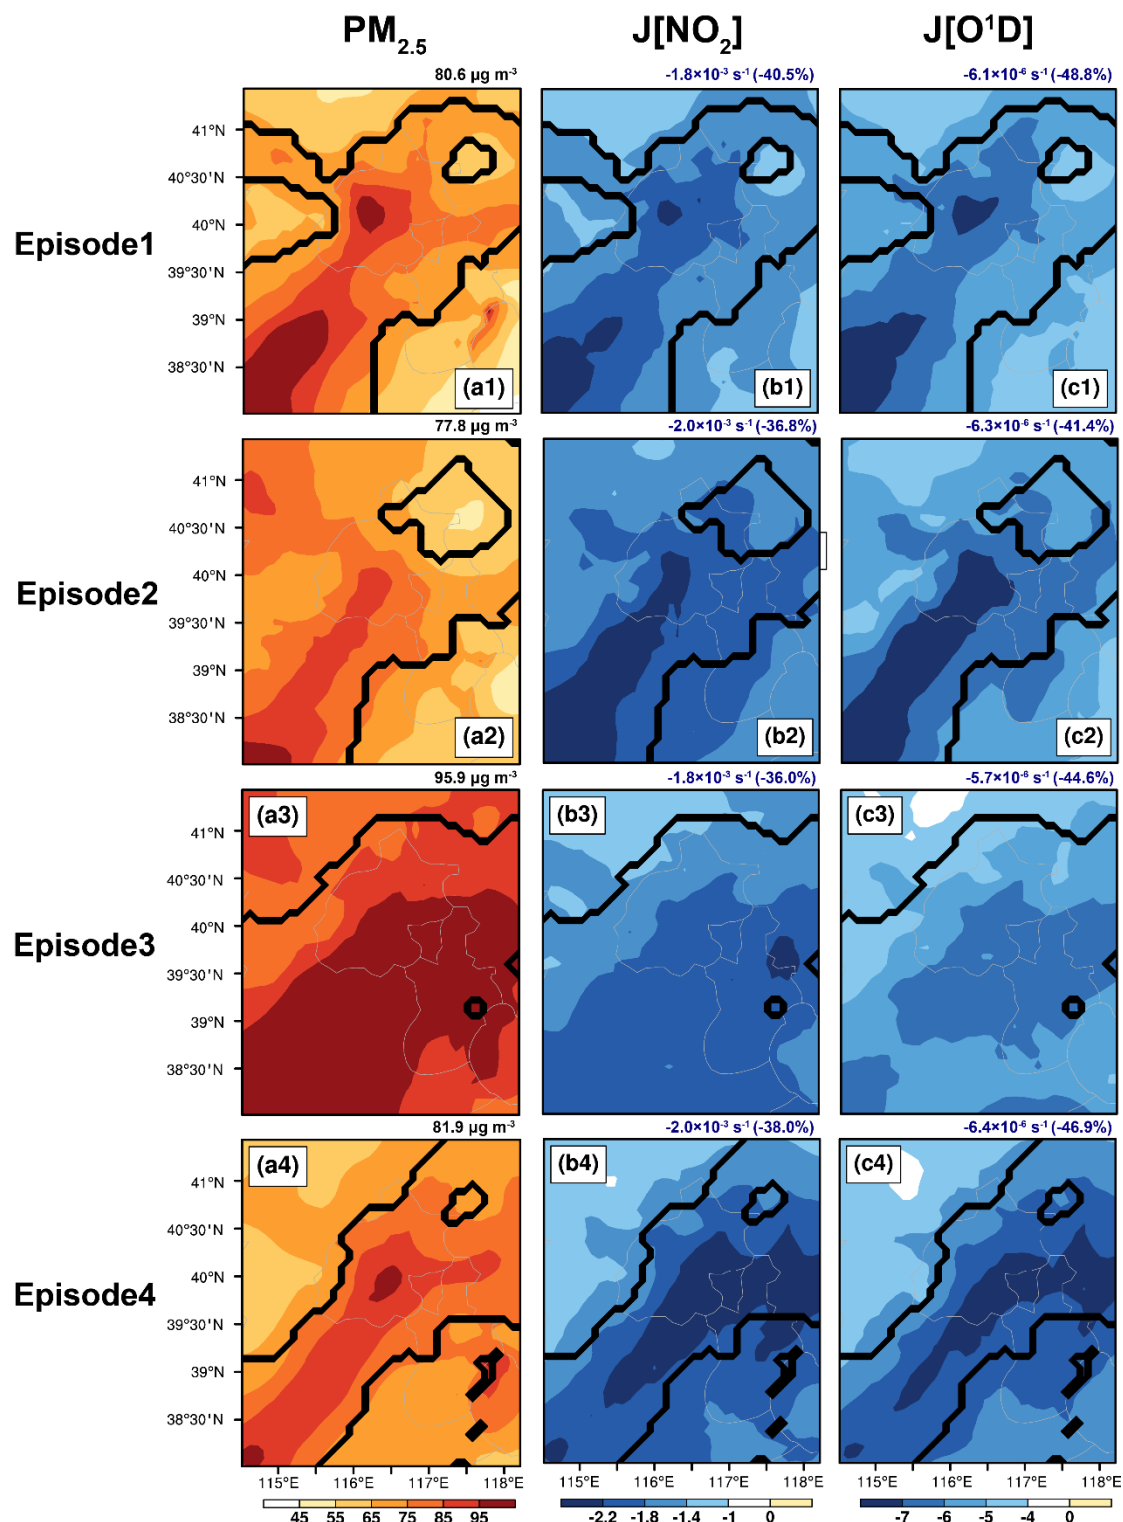 PM2.5 J[NO2] J[O¹D]
80.6 μg m⁻³ -1.8×10⁻³ s⁻¹ (-40.5%) -6.1×10⁻⁶ s⁻¹ (-48.8%)
Episode1
41°N
40°30'N
40°N
39°30'N
39°N
38°30'N
(a1) (b1) (c1)
77.8 μg m⁻³ -2.0×10⁻³ s⁻¹ (-36.8%) -6.3×10⁻⁶ s⁻¹ (-41.4%)
Episode2
41°N
40°30'N
40°N
39°30'N
39°N
38°30'N
(a2) (b2) (c2)
95.9 μg m⁻³ -1.8×10⁻³ s⁻¹ (-36.0%) -5.7×10⁻⁶ s⁻¹ (-44.6%)
(a3) (b3) (c3)
Episode3
41°N
40°30'N
40°N
39°30'N
39°N
38°30'N
81.9 μg m⁻³ -2.0×10⁻³ s⁻¹ (-38.0%) -6.4×10⁻⁶ s⁻¹ (-46.9%)
(a4) (b4) (c4)
Episode4
41°N
40°30'N
40°N
39°30'N
39°N
38°30'N
115°E 116°E 117°E 118°E 115°E 116°E 117°E 118°E 115°E 116°E 117°E 118°E
45 55 65 75 85 95 -2.2 -1.8 -1.4 -1 0 -7 -6 -5 -4 0